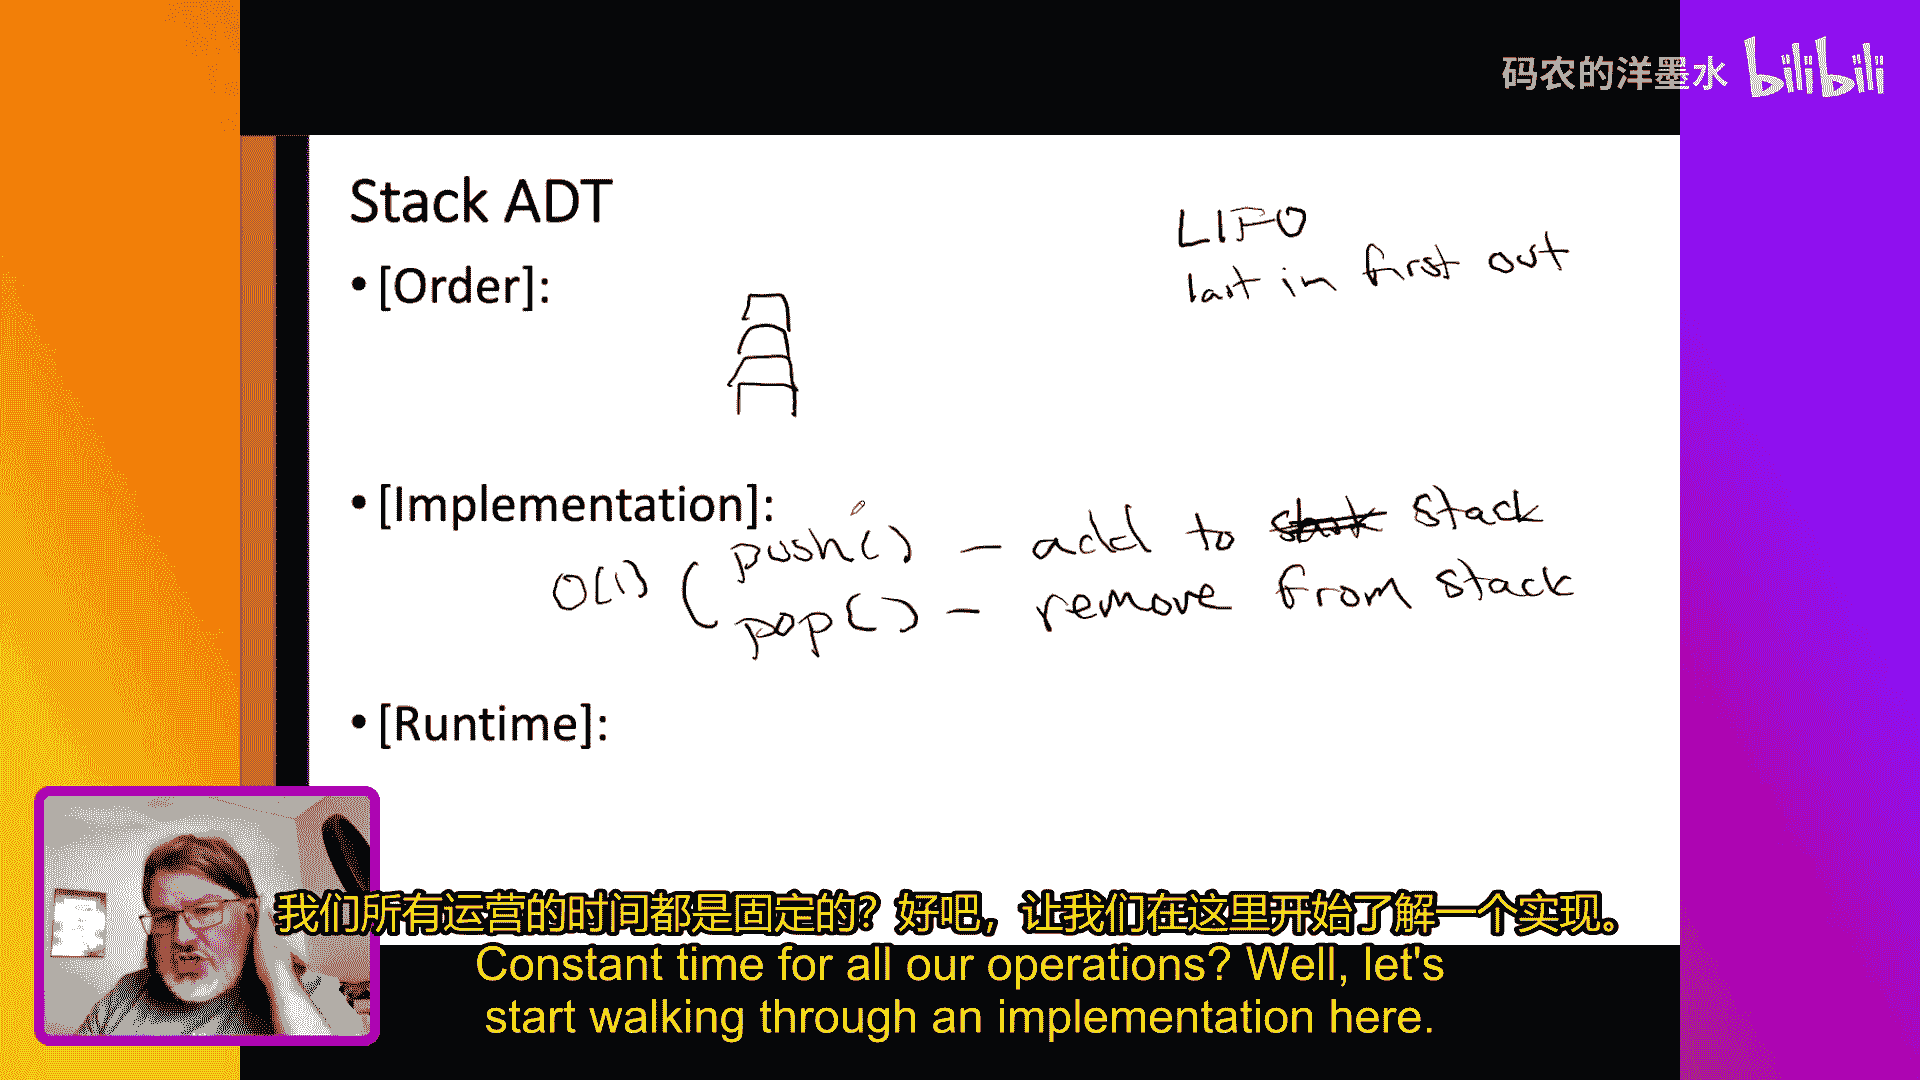 码农的洋墨水 bilibili
Stack ADT
LIFO
last in first out
• [Order]:
• [Implementation]:
push() – add to stack
O(1) ( pop() – remove from stack
• [Runtime]:
我们所有运营的时间都是固定的？好吧，让我们在这里开始了解一个实现。
Constant time for all our operations? Well, let's
start walking through an implementation here.